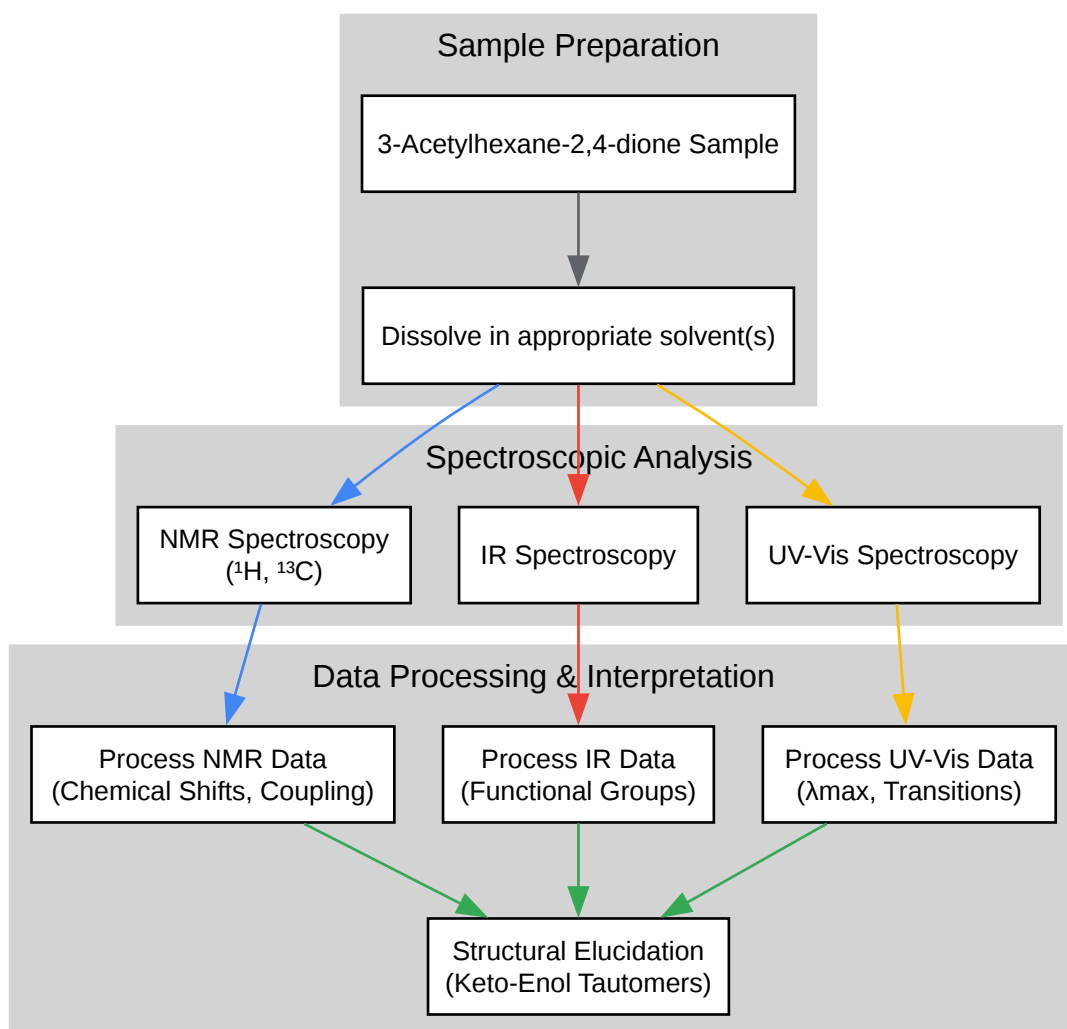 Sample Preparation
3-Acetylhexane-2,4-dione Sample
Dissolve in appropriate solvent(s)
Spectroscopic Analysis
NMR Spectroscopy
(¹H, ¹³C)
IR Spectroscopy
UV-Vis Spectroscopy
Data Processing & Interpretation
Process NMR Data
(Chemical Shifts, Coupling)
Process IR Data
(Functional Groups)
Process UV-Vis Data
(λmax, Transitions)
Structural Elucidation
(Keto-Enol Tautomers)